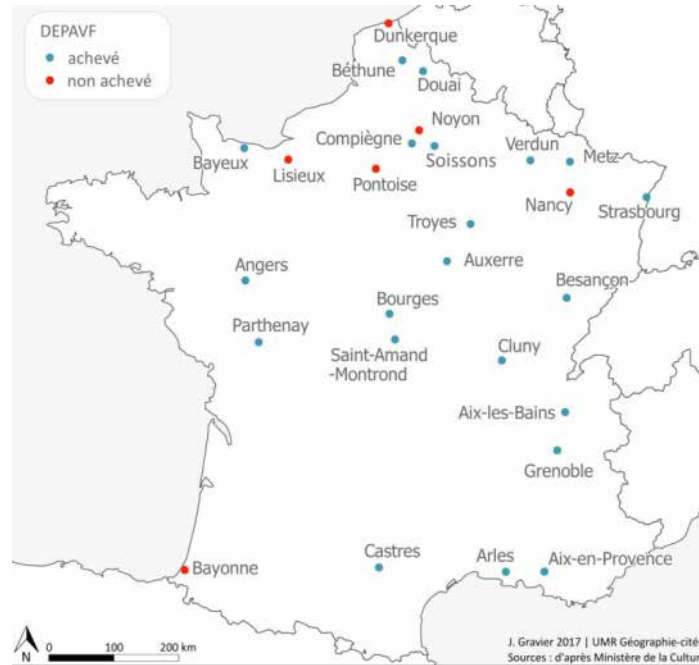 DEPAVF
achevé
non achevé
Dunkerque
Béthune
Douai
Noyon
Compiègne
Soissons
Verdun
Metz
Bayeux
Lisieux
Pontoise
Nancy
Strasbourg
Troyes
Auxerre
Angers
Besançon
Bourges
Parthenay
Saint-Amand
-Montrond
Cluny
Aix-les-Bains
Grenoble
Castres
Arles
Aix-en-Provence
Bayonne
N
0 100 200 km
J. Gravier 2017 | UMR Géographie-cité
Sources : d'après Ministère de la Cultur